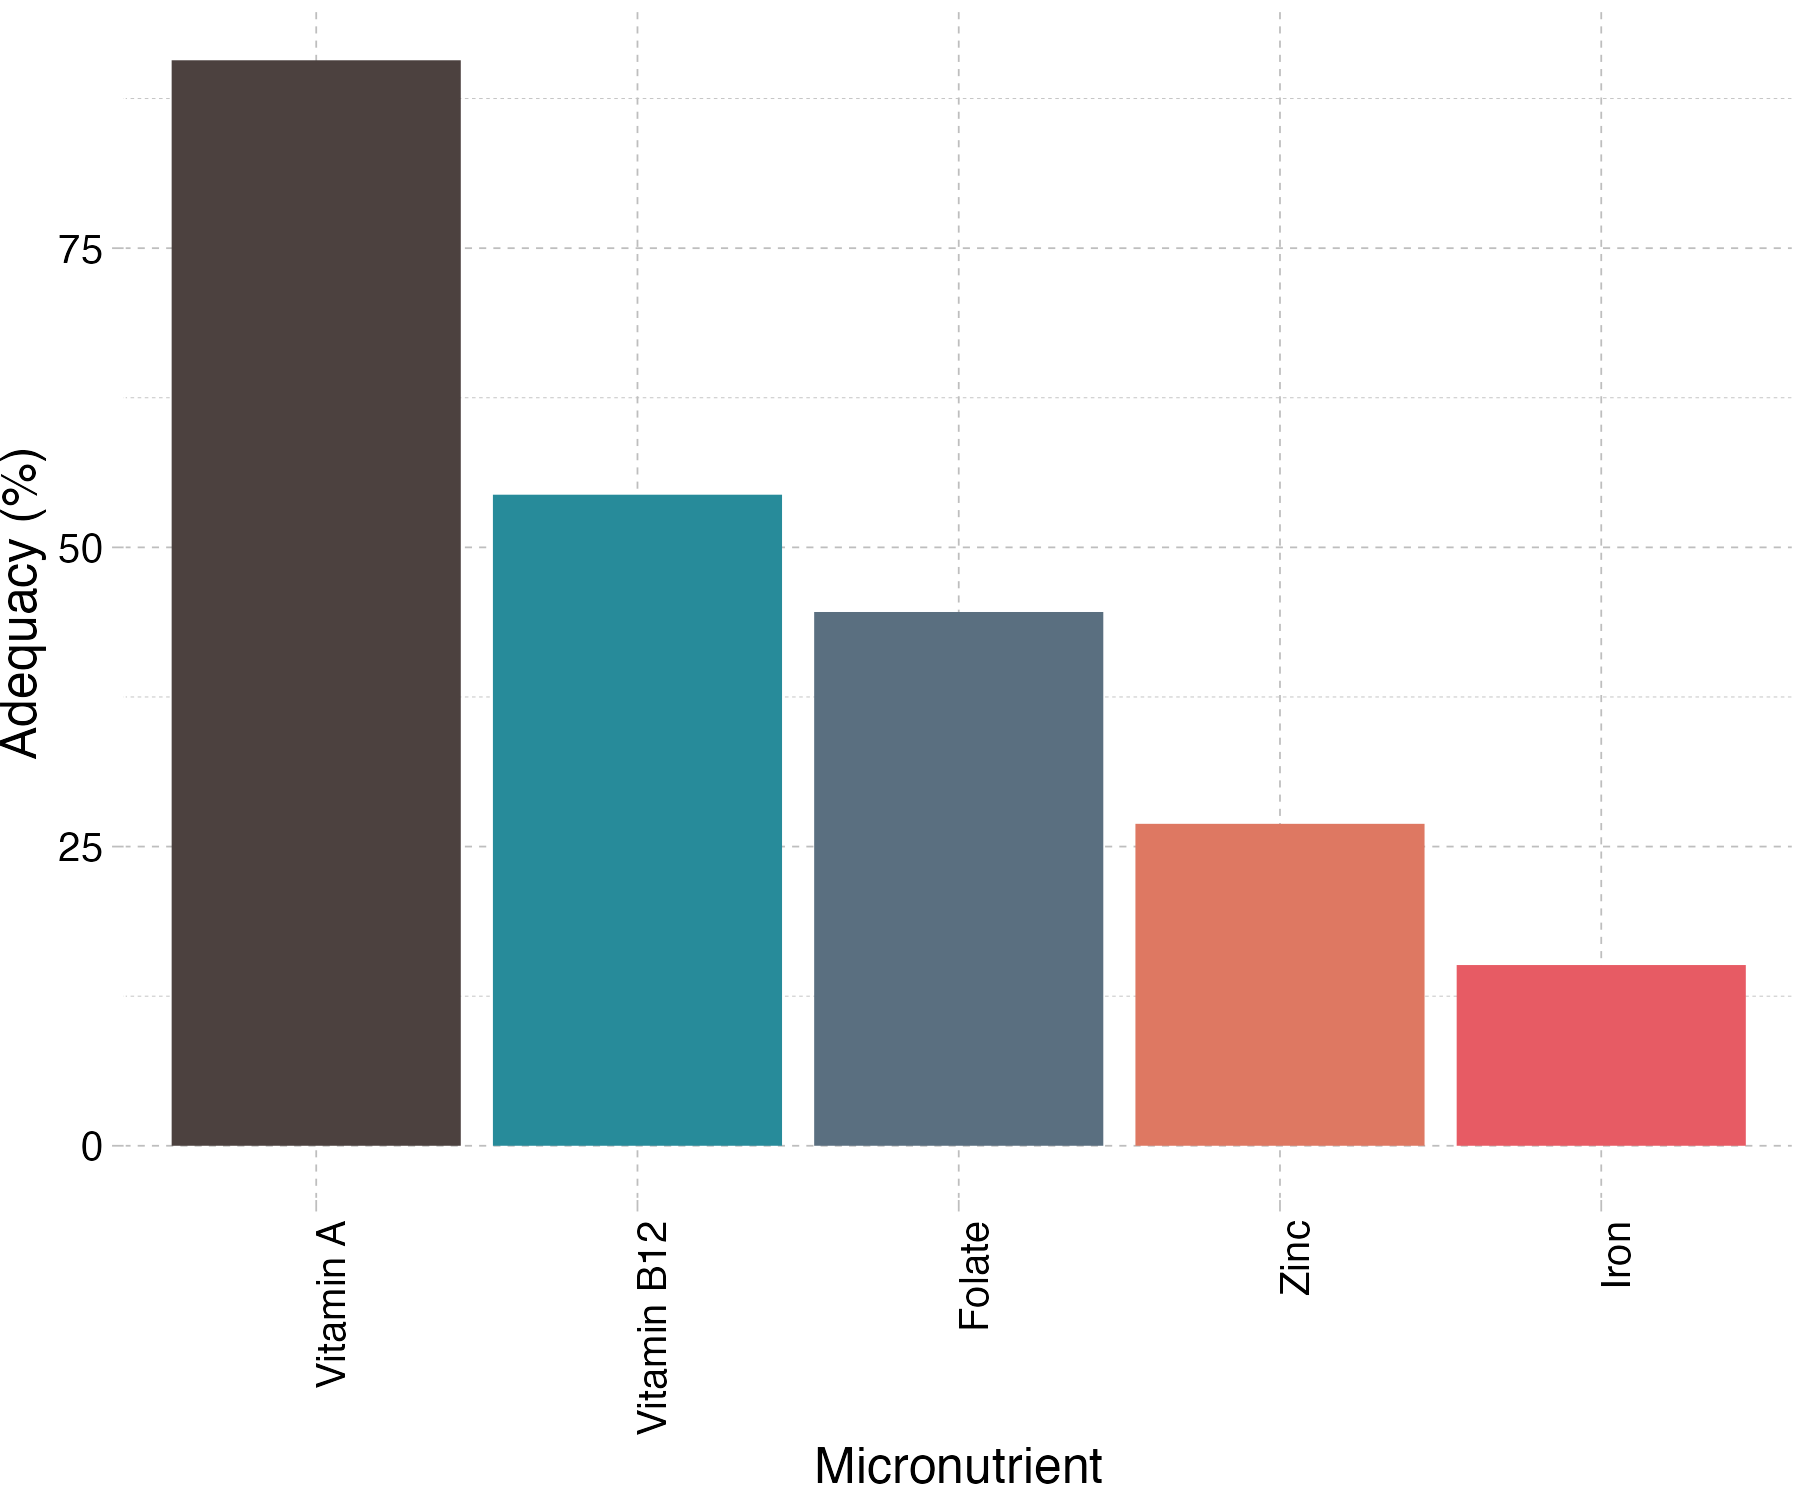 Adequacy (%)
75
50
25
0
Vitamin A
Vitamin B12
Folate
Zinc
Iron
Micronutrient